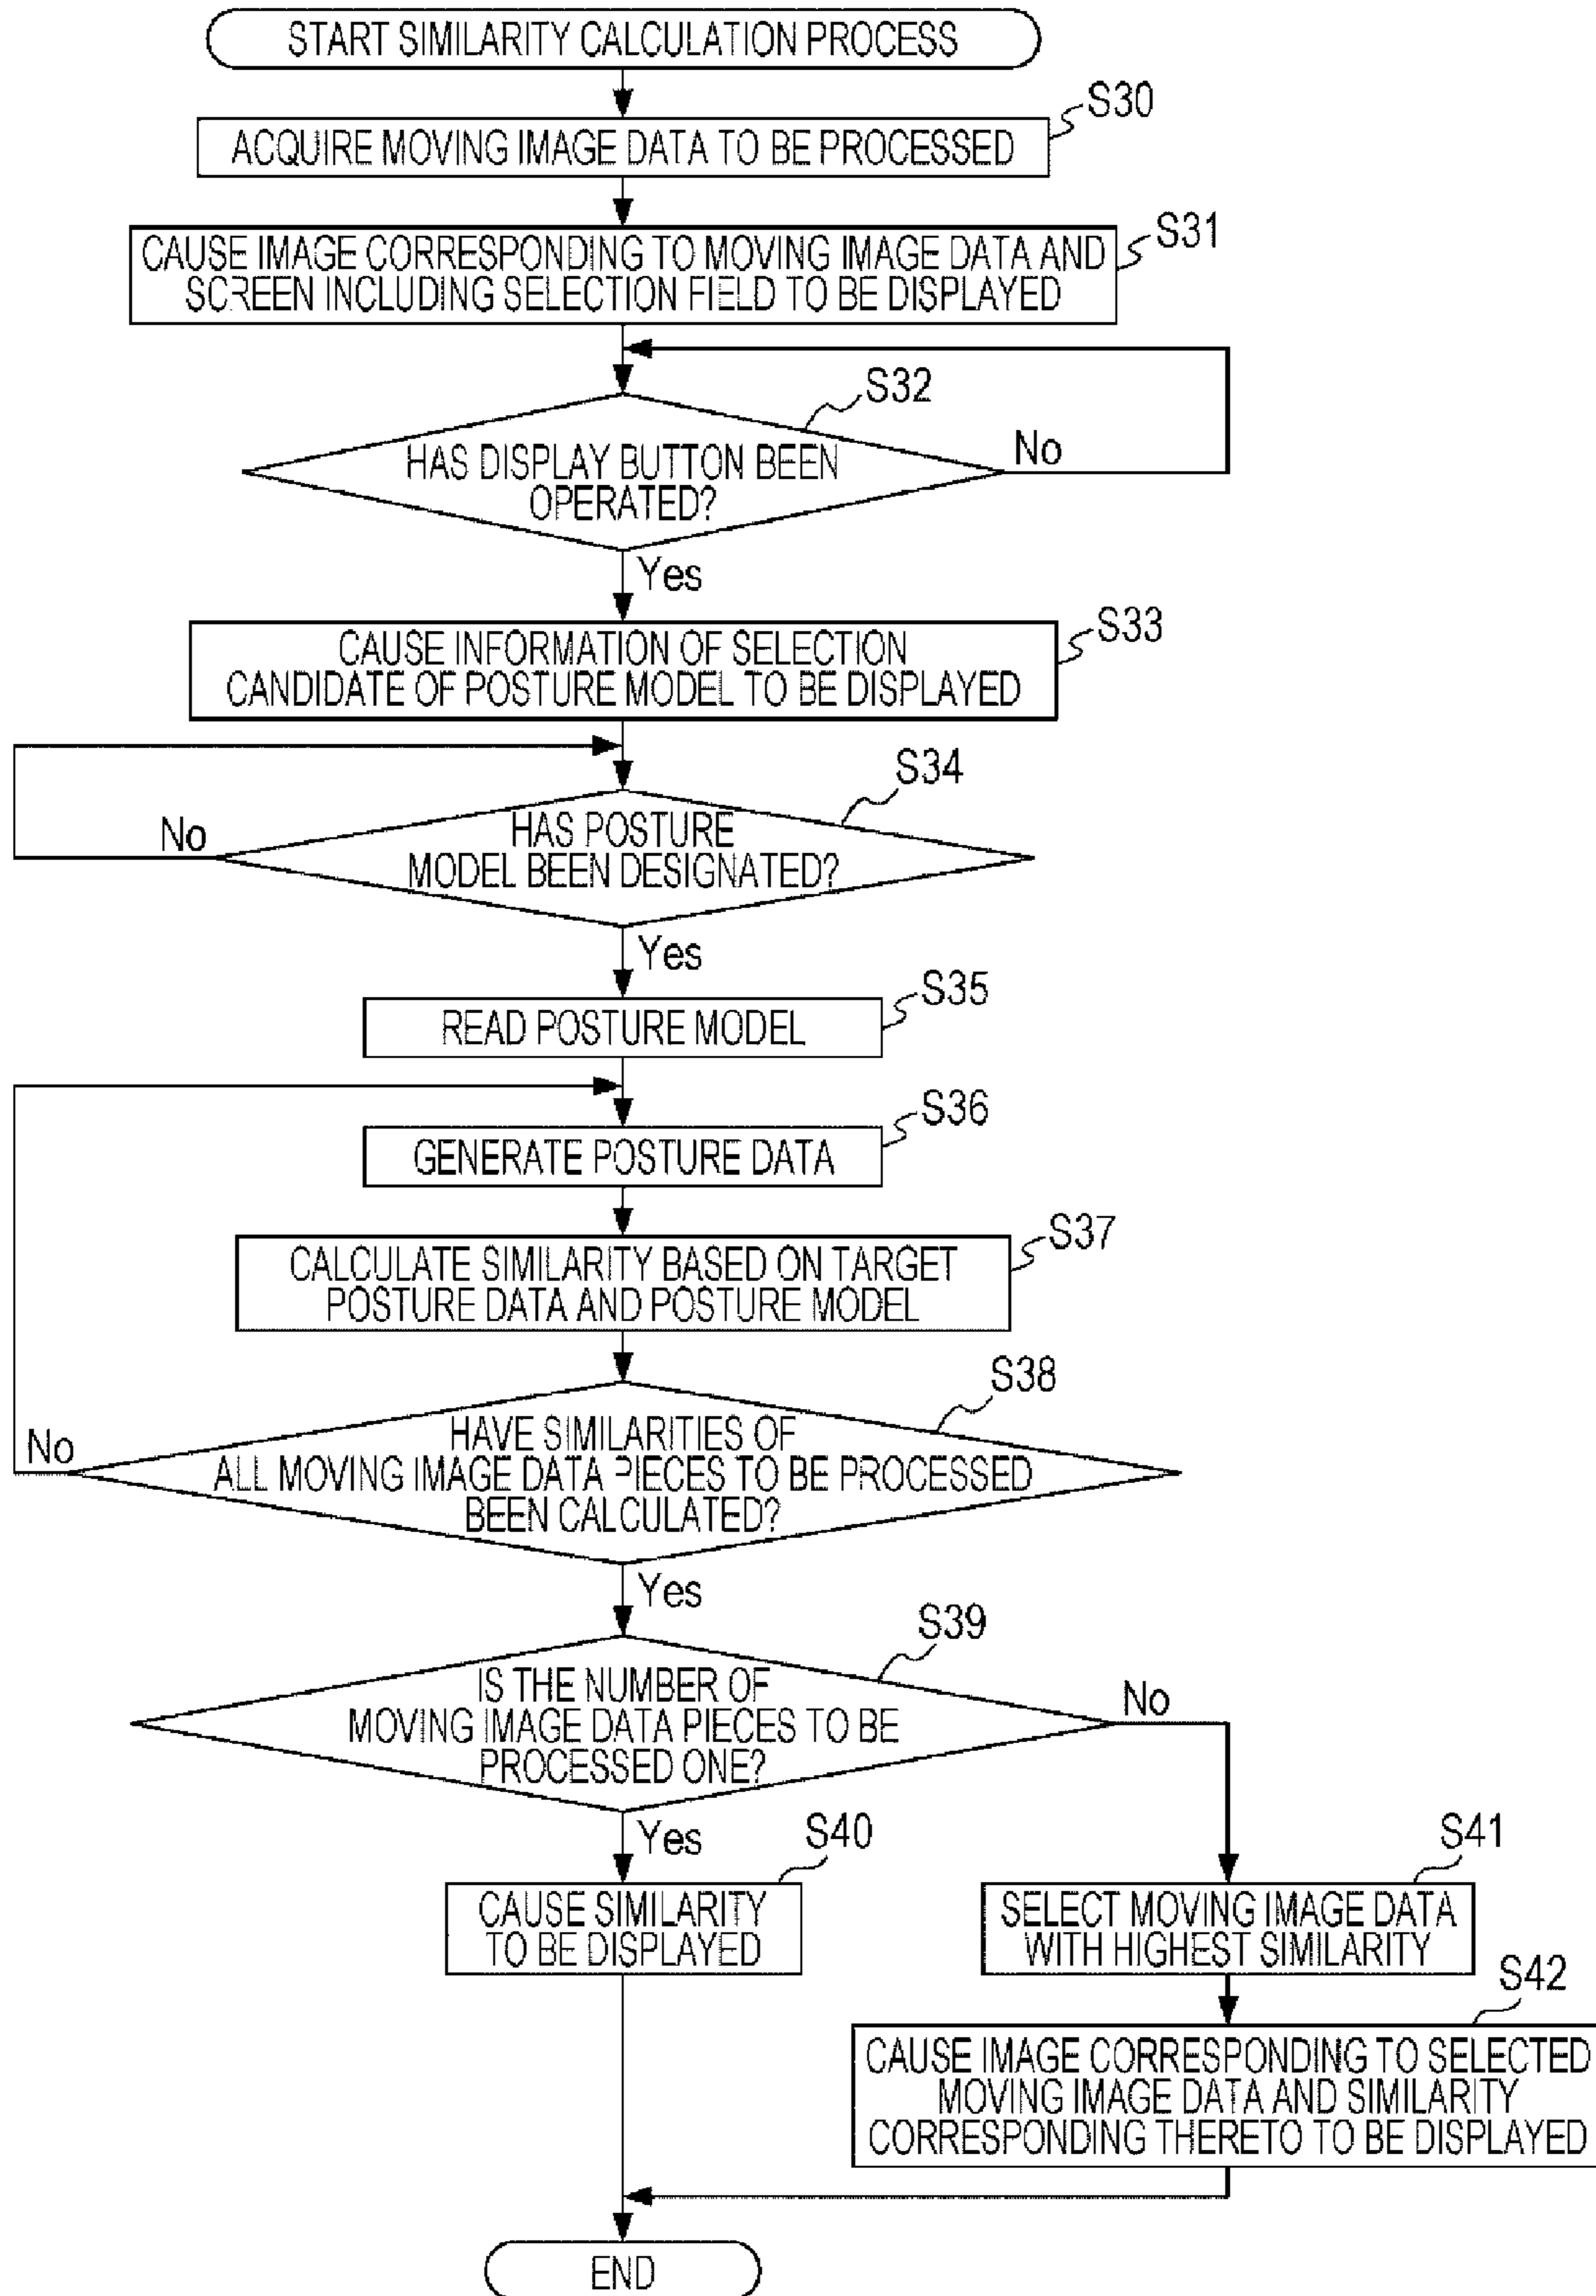 START SIMILARITY CALCULATION PROCESS
S30
ACQUIRE MOVING IMAGE DATA TO BE PROCESSED
S31
CAUSE IMAGE CORRESPONDING TO MOVING IMAGE DATA AND
SCREEN INCLUDING SELECTION FIELD TO BE DISPLAYED
S32
HAS DISPLAY BUTTON BEEN
OPERATED?
No
Yes
S33
CAUSE INFORMATION OF SELECTION
CANDIDATE OF POSTURE MODEL TO BE DISPLAYED
S34
HAS POSTURE
MODEL BEEN DESIGNATED?
No
Yes
S35
READ POSTURE MODEL
S36
GENERATE POSTURE DATA
S37
CALCULATE SIMILARITY BASED ON TARGET
POSTURE DATA AND POSTURE MODEL
S38
HAVE SIMILARITIES OF
ALL MOVING IMAGE DATA PIECES TO BE PROCESSED
BEEN CALCULATED?
No
Yes
S39
IS THE NUMBER OF
MOVING IMAGE DATA PIECES TO BE
PROCESSED ONE?
No
Yes
S40
CAUSE SIMILARITY
TO BE DISPLAYED
S41
SELECT MOVING IMAGE DATA
WITH HIGHEST SIMILARITY
S42
CAUSE IMAGE CORRESPONDING TO SELECTED
MOVING IMAGE DATA AND SIMILARITY
CORRESPONDING THERETO TO BE DISPLAYED
END